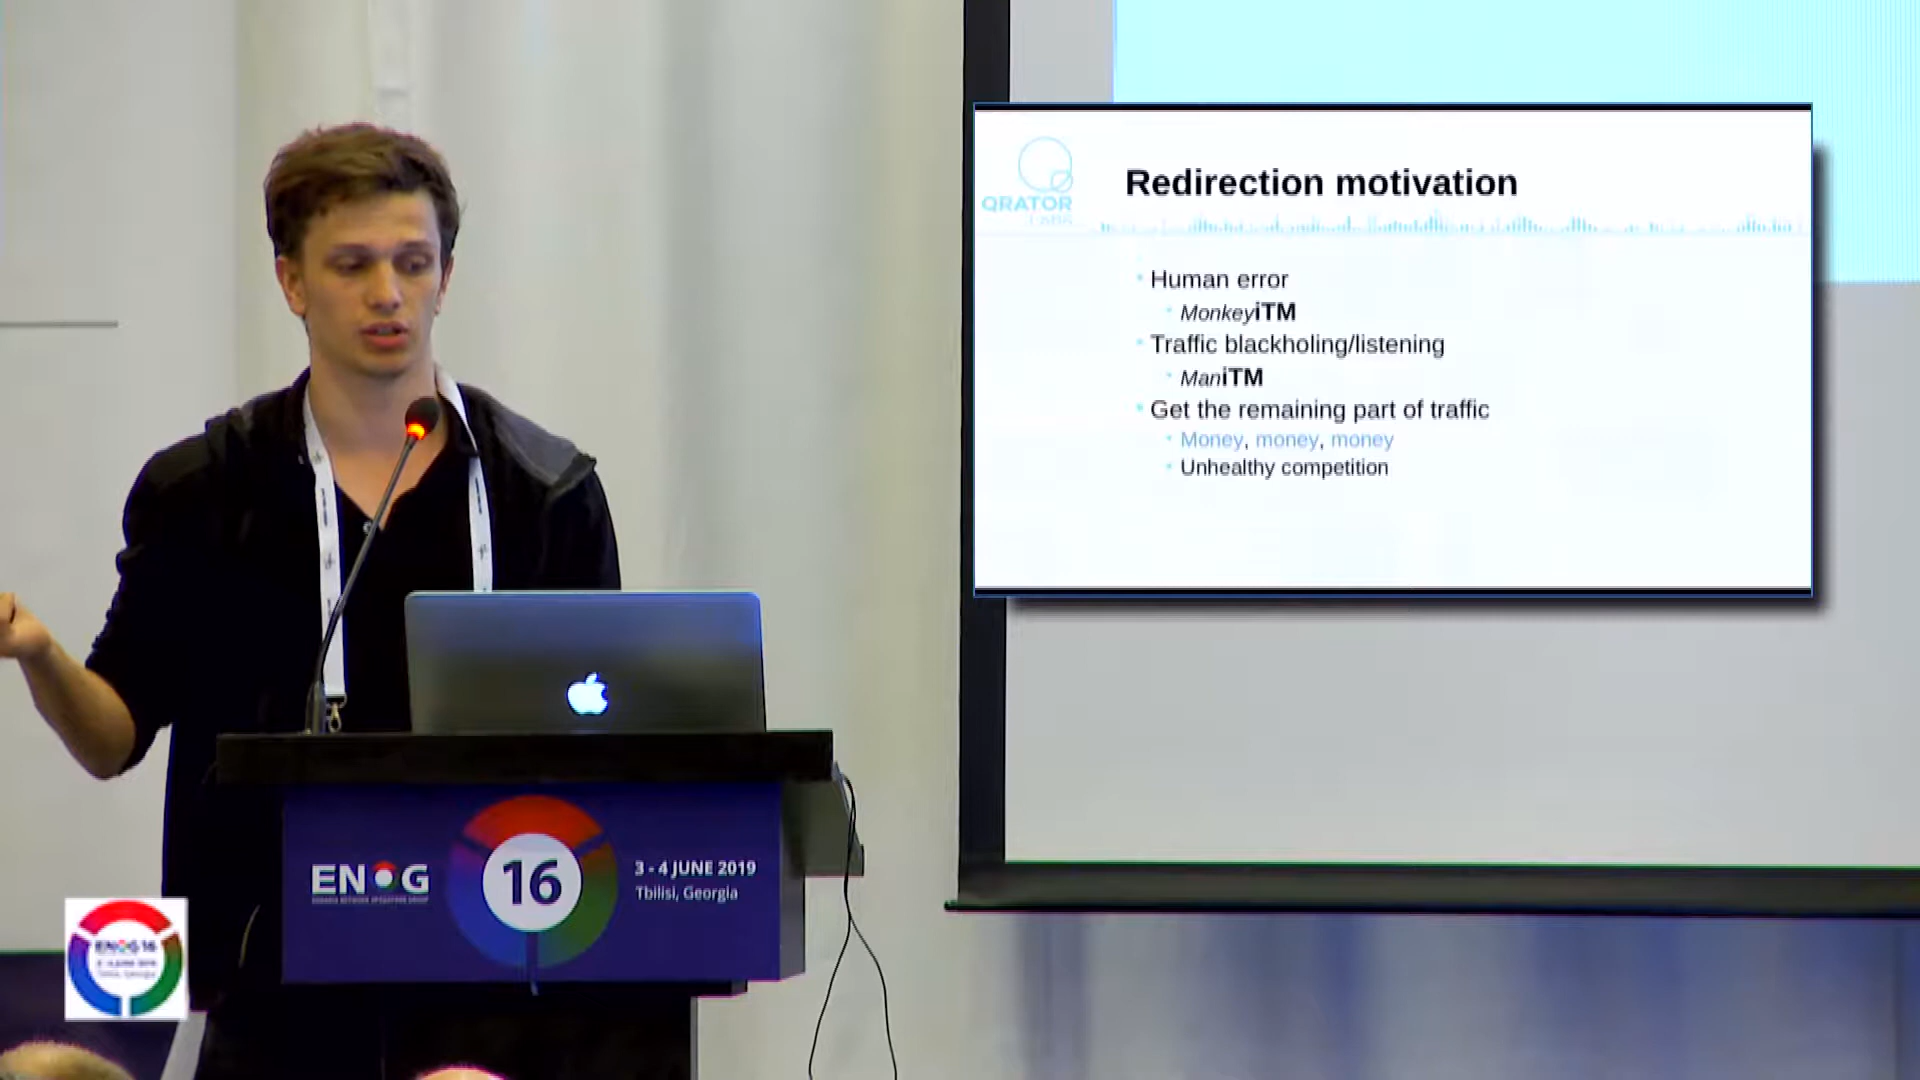 QRATOR
LABS
Redirection motivation
Human error
MonkeyiTM
Traffic blackholing/listening
ManiTM
Get the remaining part of traffic
Money, money, money
Unhealthy competition
ENOG
16
3 - 4 JUNE 2019
Tbilisi, Georgia
ENOG 16